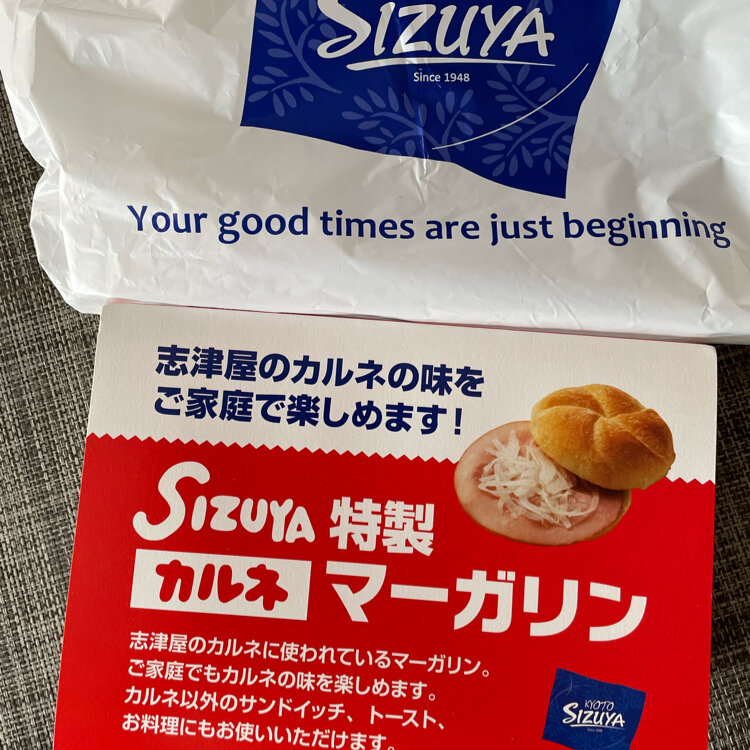 SIZUYA
Since 1948
Your good times are just beginning
志津屋のカルネの味を
ご家庭で楽しめます!
SIZUYA 特製
カルネ マーガリン
志津屋のカルネに使われているマーガリン。
ご家庭でもカルネの味を楽しめます。
カルネ以外のサンドイッチ、トースト、
お料理にもお使いいただけます。
KYOTO
SIZUYA
Since 1948